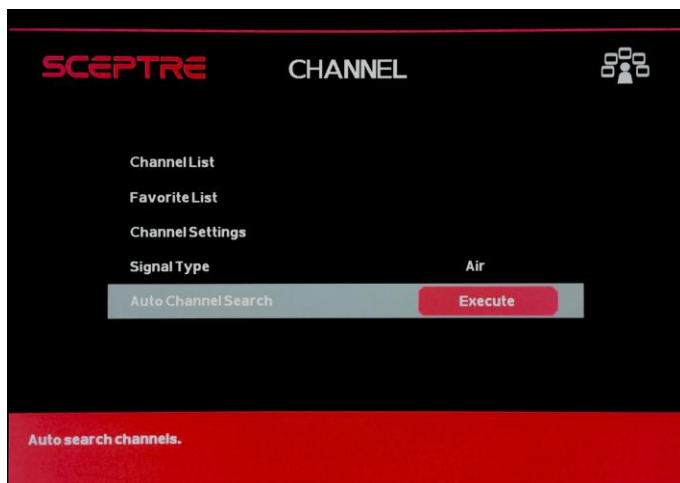 SCEPTRE CHANNEL
Channel List
Favorite List
Channel Settings
Signal Type Air
Auto Channel Search Execute
Auto search channels.